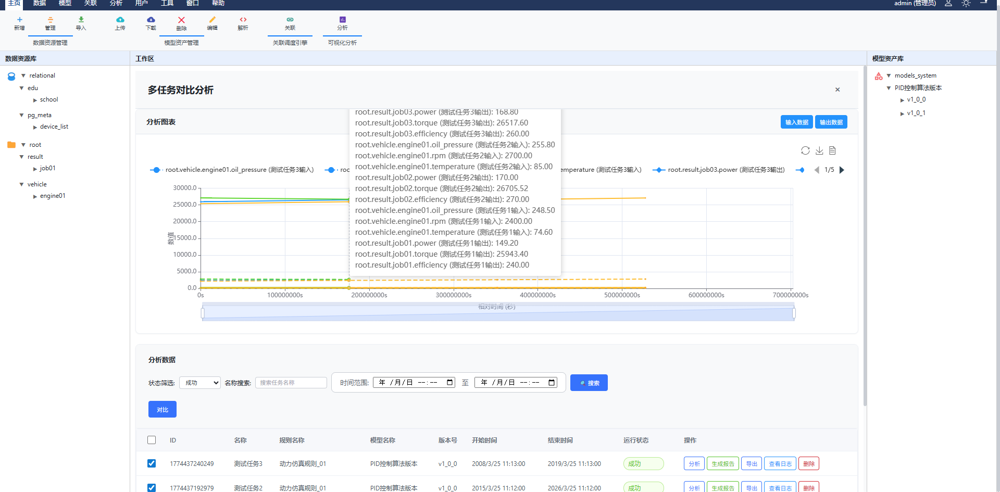 主页 数据 模型 关联 分析 用户 工具 窗口 帮助 admin (管理员)
新增 管理 导入 上传 下载 删除 编辑 解析 关联 分析
数据资源管理 模型资产管理 关联调度引擎 可视化分析
数据资源库
relational
edu
school
pg_meta
device_list
root
result
job01
vehicle
engine01
工作区
多任务对比分析 ×
分析图表 输入数据 输出数据
root.result.job03.power (测试任务3输出): 168.80
root.result.job03.torque (测试任务3输出): 26517.60
root.result.job03.efficiency (测试任务3输出): 260.00
root.vehicle.engine01.oil_pressure (测试任务2输入): 255.80
root.vehicle.engine01.rpm (测试任务2输入): 2700.00
root.vehicle.engine01.temperature (测试任务2输入): 85.00
root.result.job02.power (测试任务2输出): 170.00
root.result.job02.torque (测试任务2输出): 26705.52
root.result.job02.efficiency (测试任务2输出): 270.00
root.vehicle.engine01.oil_pressure (测试任务1输入): 248.50
root.vehicle.engine01.rpm (测试任务1输入): 2400.00
root.vehicle.engine01.temperature (测试任务1输入): 74.60
root.result.job01.power (测试任务1输出): 149.20
root.result.job01.torque (测试任务1输出): 25943.40
root.result.job01.efficiency (测试任务1输出): 240.00
root.vehicle.engine01.oil_pressure (测试任务3输入) roo emperature (测试任务3输入) root.result.job03.power (测试任务3输出) 1/5
数值
30000.0
25000.0
20000.0
15000.0
10000.0
5000.0
0.0
0s 100000000s 200000000s 300000000s 400000000s 500000000s 600000000s 700000000s
相对时间 (秒)
分析数据
状态筛选: 成功 名称搜索: 搜索任务名称 时间范围: 年 /月/日 --:-- 至 年 /月/日 --:-- 搜索
对比
ID 名称 规则名称 模型名称 版本号 开始时间 结束时间 运行状态 操作
1774437240249 测试任务3 动力仿真规则_01 PID控制算法版本 v1_0_0 2008/3/25 11:13:00 2019/3/25 11:13:00 成功 分析 生成报告 导出 查看日志 删除
1774437192979 测试任务2 动力仿真规则_01 PID控制算法版本 v1_0_0 2015/3/25 11:12:00 2026/3/25 11:12:00 成功 分析 生成报告 导出 查看日志 删除
模型资产库
models_system
PID控制算法版本
v1_0_0
v1_0_1